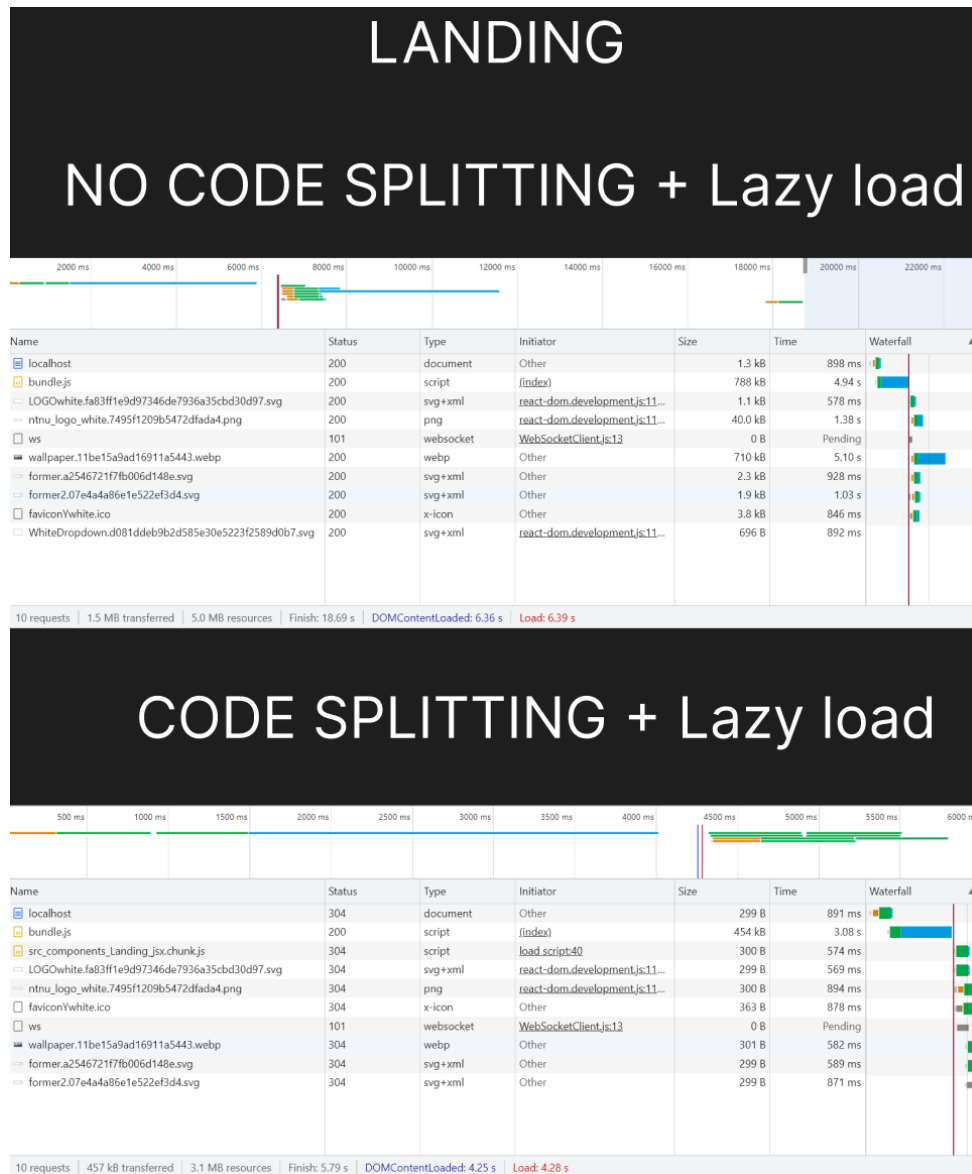 LANDING
NO CODE SPLITTING + Lazy load
2000 ms 4000 ms 6000 ms 8000 ms 10000 ms 12000 ms 14000 ms 16000 ms 18000 ms 20000 ms 22000 ms
Name Status Type Initiator Size Time Waterfall
localhost 200 document Other 1.3 kB 898 ms
bundle.js 200 script (index) 788 kB 4.94 s
LOGOwhite.fa83ff1e9d97346de7936a35cbd30d97.svg 200 svg+xml react-dom.development.js:11... 1.1 kB 578 ms
ntnu_logo_white.7495f1209b5472dfada4.png 200 png react-dom.development.js:11... 40.0 kB 1.38 s
ws 101 websocket WebSocketClient.js:13 0 B Pending
wallpaper.11be15a9ad16911a5443.webp 200 webp Other 710 kB 5.10 s
former.a2546721f7fb006d148e.svg 200 svg+xml Other 2.3 kB 928 ms
former2.07e4a4a86e1e522ef3d4.svg 200 svg+xml Other 1.9 kB 1.03 s
faviconYwhite.ico 200 x-icon Other 3.8 kB 846 ms
WhiteDropdown.d081ddeb9b2d585e30e5223f2589d0b7.svg 200 svg+xml react-dom.development.js:11... 696 B 892 ms
10 requests 1.5 MB transferred 5.0 MB resources Finish: 18.69 s DOMContentLoaded: 6.36 s Load: 6.39 s
CODE SPLITTING + Lazy load
500 ms 1000 ms 1500 ms 2000 ms 2500 ms 3000 ms 3500 ms 4000 ms 4500 ms 5000 ms 5500 ms 6000 m
Name Status Type Initiator Size Time Waterfall
localhost 304 document Other 299 B 891 ms
bundle.js 200 script (index) 454 kB 3.08 s
src_components_Landing_jsx.chunk.js 304 script load script:40 300 B 574 ms
LOGOwhite.fa83ff1e9d97346de7936a35cbd30d97.svg 304 svg+xml react-dom.development.js:11... 299 B 569 ms
ntnu_logo_white.7495f1209b5472dfada4.png 304 png react-dom.development.js:11... 300 B 894 ms
faviconYwhite.ico 304 x-icon Other 363 B 878 ms
ws 101 websocket WebSocketClient.js:13 0 B Pending
wallpaper.11be15a9ad16911a5443.webp 304 webp Other 301 B 582 ms
former.a2546721f7fb006d148e.svg 304 svg+xml Other 299 B 589 ms
former2.07e4a4a86e1e522ef3d4.svg 304 svg+xml Other 299 B 871 ms
10 requests 457 kB transferred 3.1 MB resources Finish: 5.79 s DOMContentLoaded: 4.25 s Load: 4.28 s